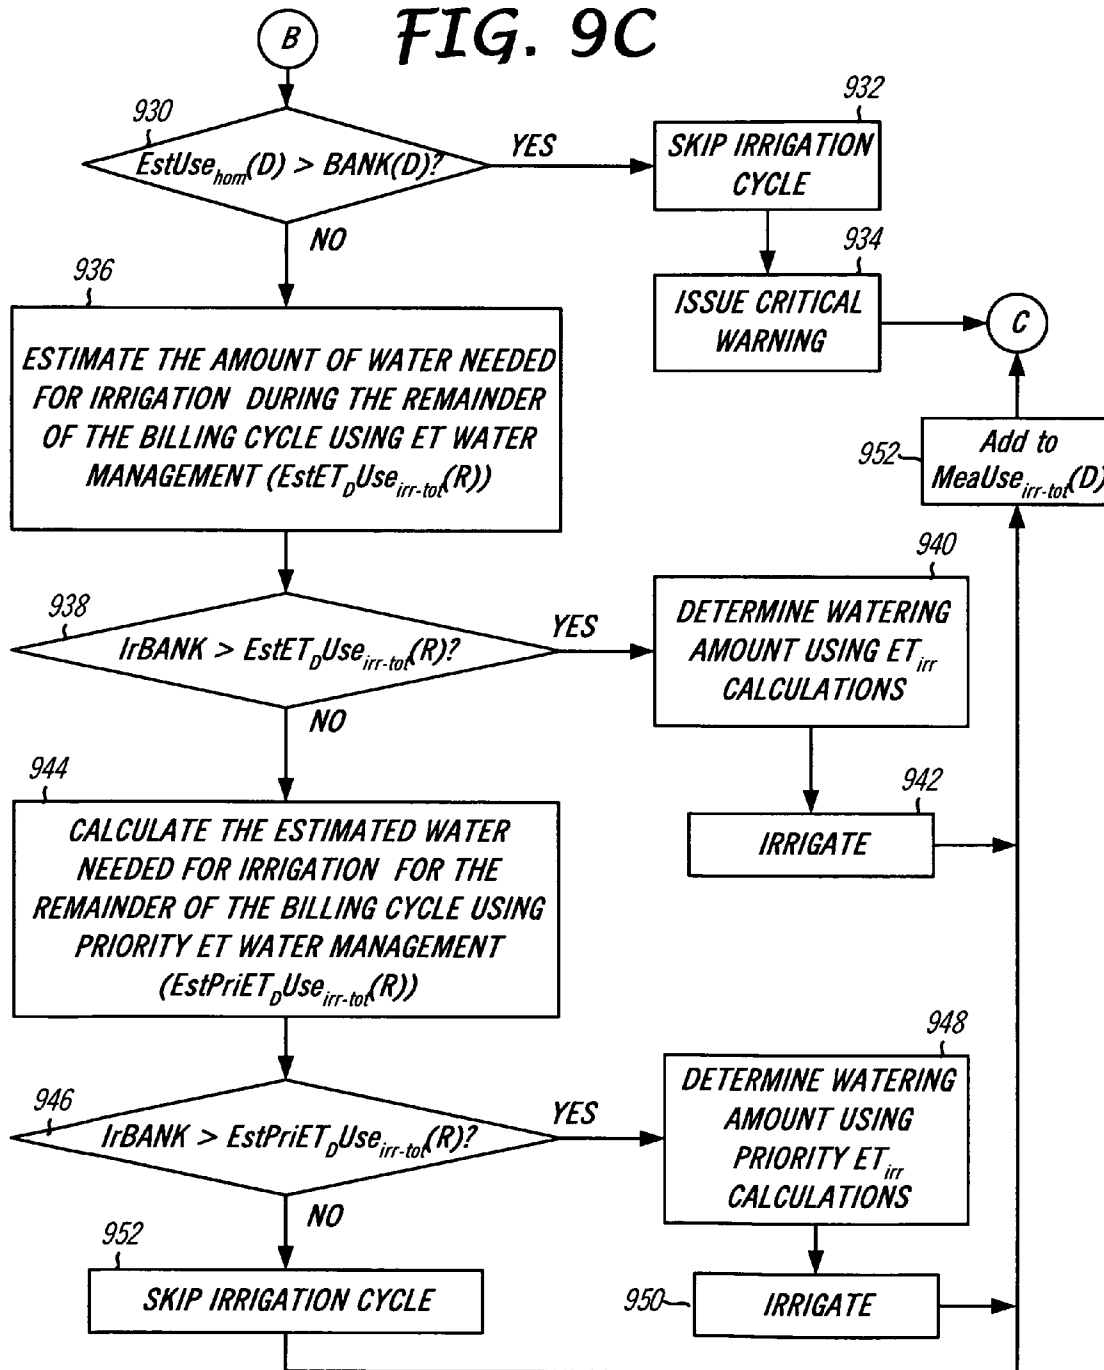 FIG. 9C
B
930
EstUse_hom(D) > BANK(D)?
YES
NO
932
SKIP IRRIGATION
CYCLE
934
ISSUE CRITICAL
WARNING
C
936
ESTIMATE THE AMOUNT OF WATER NEEDED
FOR IRRIGATION DURING THE REMAINDER
OF THE BILLING CYCLE USING ET WATER
MANAGEMENT (EstET_DUse_irr-tot(R))
952
Add to
MeaUse_irr-tot(D)
938
IrBANK > EstET_DUse_irr-tot(R)?
YES
NO
940
DETERMINE WATERING
AMOUNT USING ET_irr
CALCULATIONS
942
IRRIGATE
944
CALCULATE THE ESTIMATED WATER
NEEDED FOR IRRIGATION FOR THE
REMAINDER OF THE BILLING CYCLE USING
PRIORITY ET WATER MANAGEMENT
(EstPriET_DUse_irr-tot(R))
946
IrBANK > EstPriET_DUse_irr-tot(R)?
YES
NO
948
DETERMINE WATERING
AMOUNT USING
PRIORITY ET_irr
CALCULATIONS
952
SKIP IRRIGATION CYCLE
950
IRRIGATE